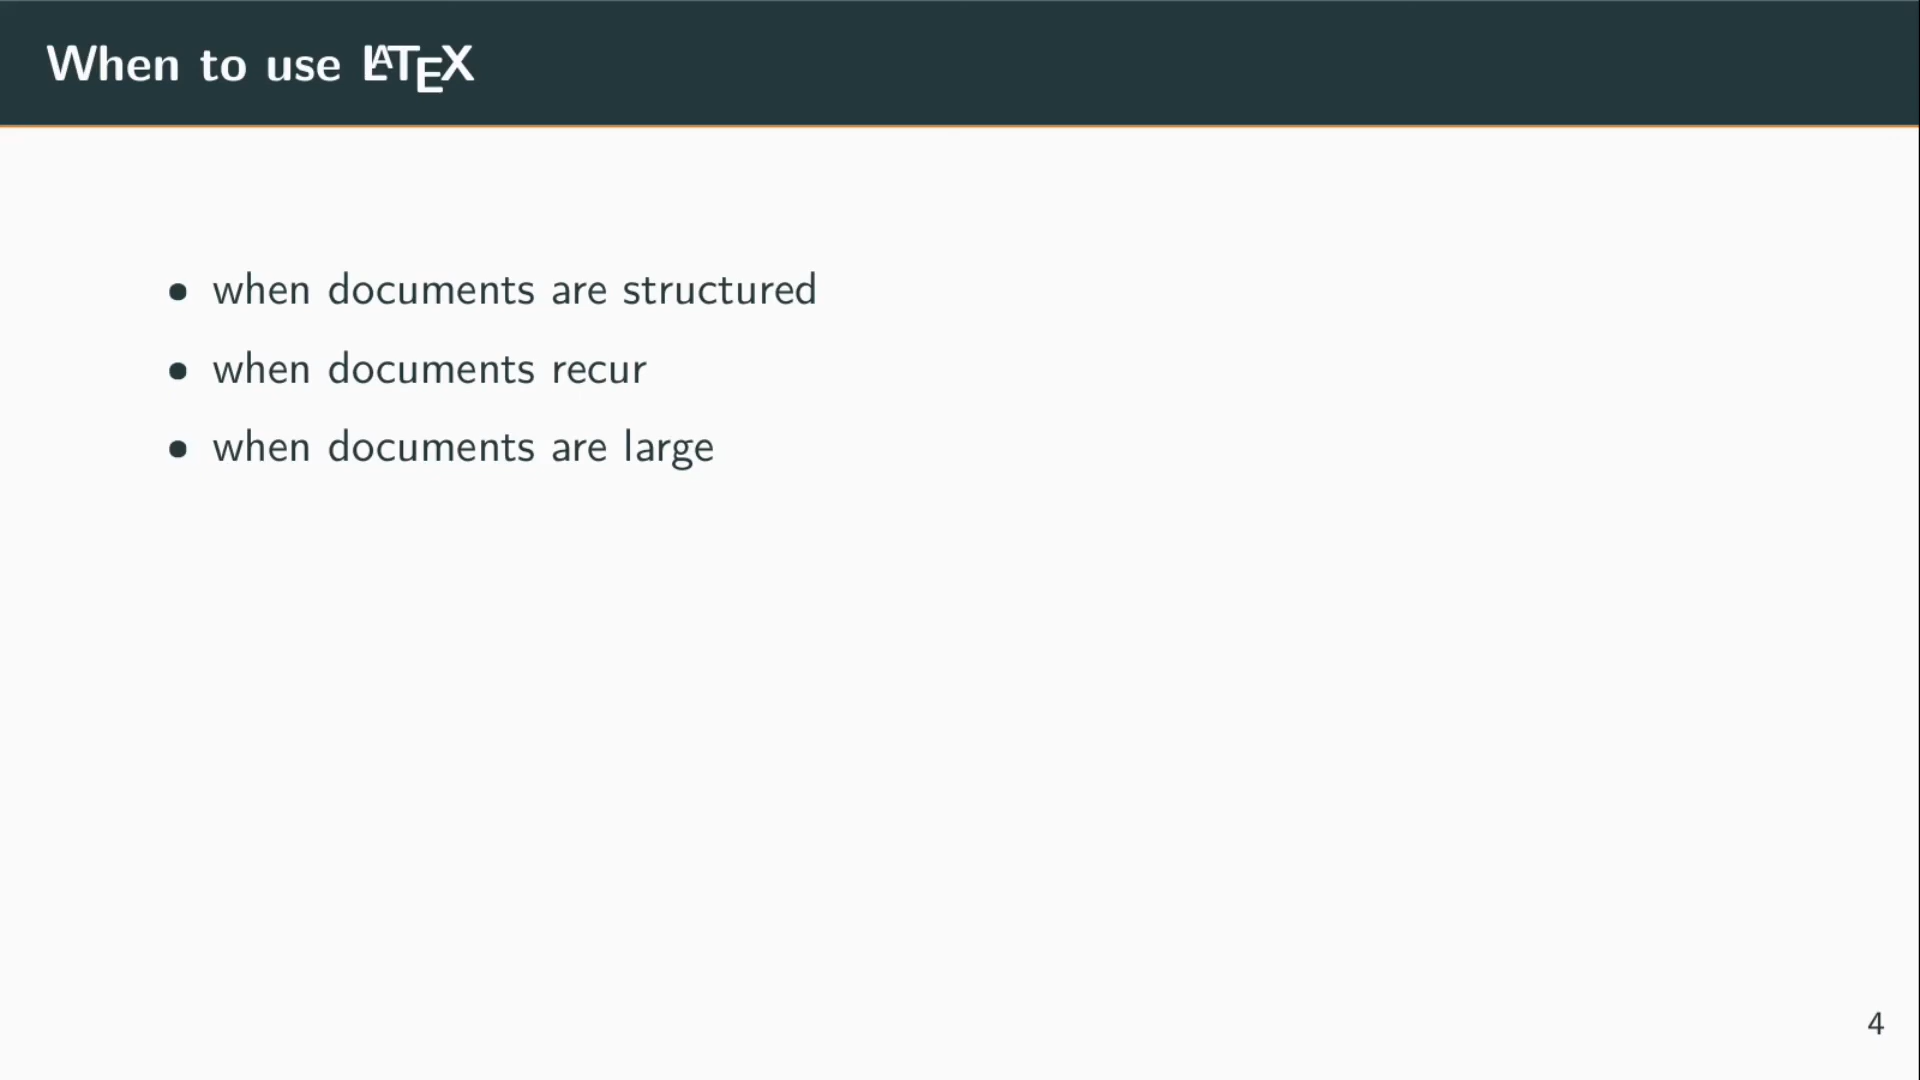 When to use LATEX
• when documents are structured
• when documents recur
• when documents are large
4